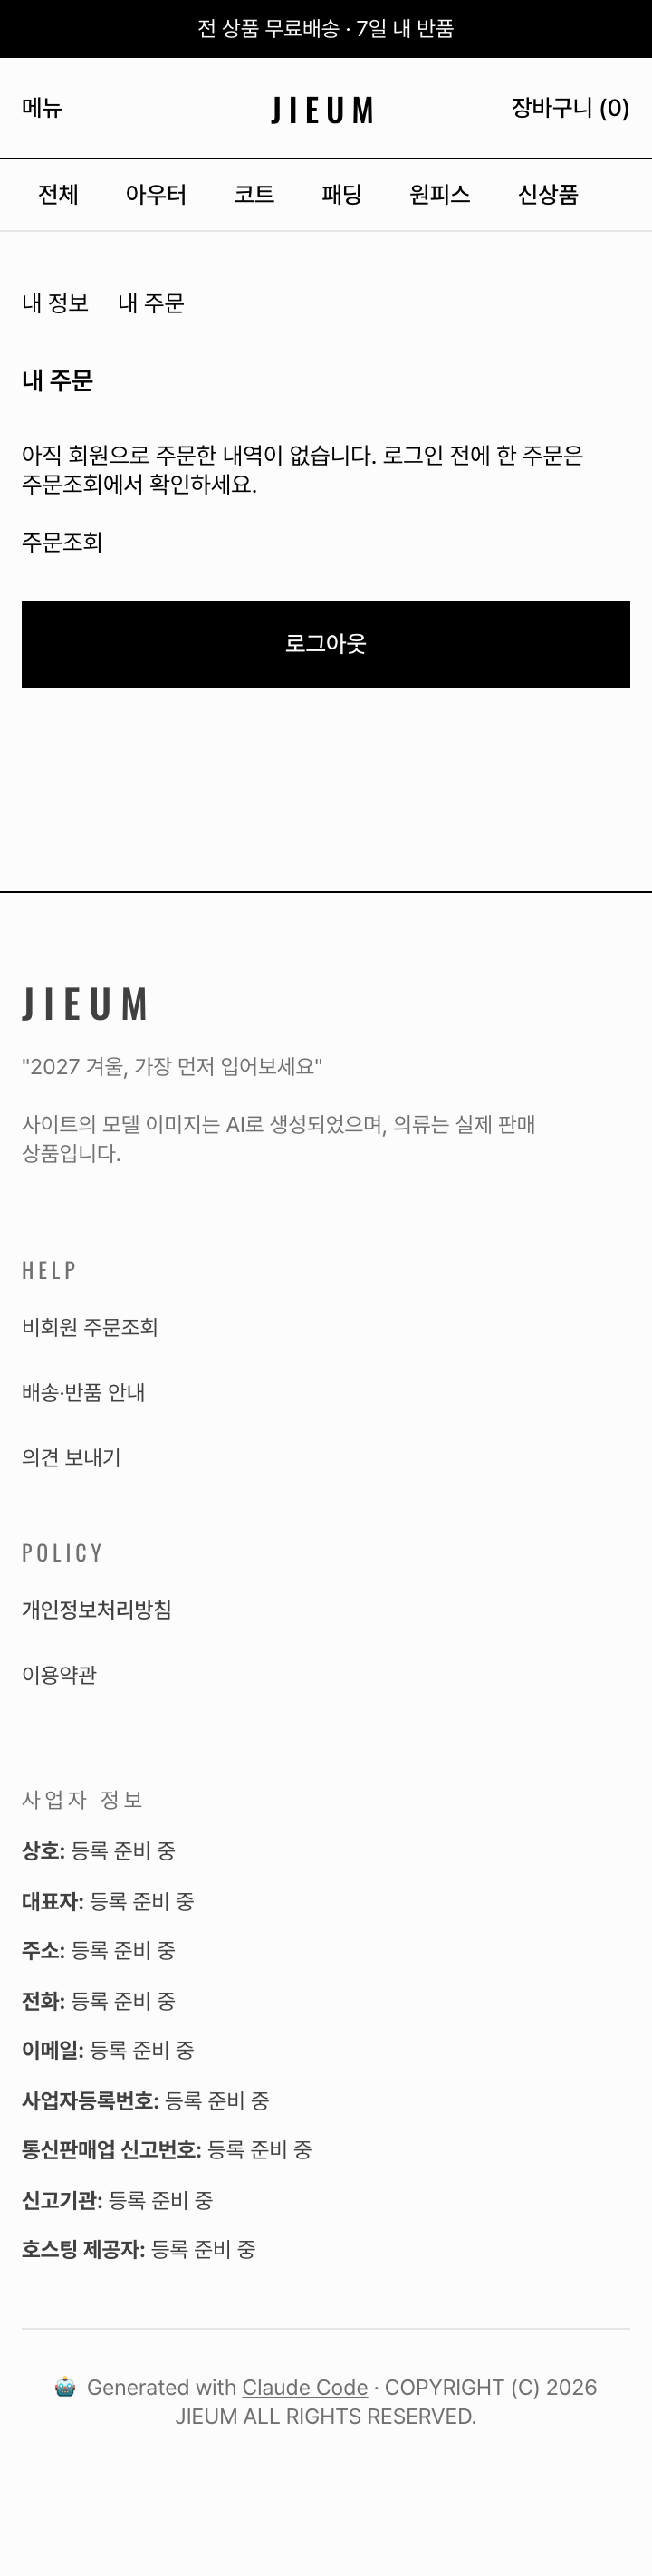 전 상품 무료배송 · 7일 내 반품
메뉴
JIEUM
장바구니 (0)
전체 아우터 코트 패딩 원피스 신상품
내 정보 내 주문
내 주문
아직 회원으로 주문한 내역이 없습니다. 로그인 전에 한 주문은
주문조회에서 확인하세요.
주문조회
로그아웃
JIEUM
"2027 겨울, 가장 먼저 입어보세요"
사이트의 모델 이미지는 AI로 생성되었으며, 의류는 실제 판매
상품입니다.
HELP
비회원 주문조회
배송·반품 안내
의견 보내기
POLICY
개인정보처리방침
이용약관
사업자 정보
상호: 등록 준비 중
대표자: 등록 준비 중
주소: 등록 준비 중
전화: 등록 준비 중
이메일: 등록 준비 중
사업자등록번호: 등록 준비 중
통신판매업 신고번호: 등록 준비 중
신고기관: 등록 준비 중
호스팅 제공자: 등록 준비 중
🤖 Generated with Claude Code · COPYRIGHT (C) 2026
JIEUM ALL RIGHTS RESERVED.